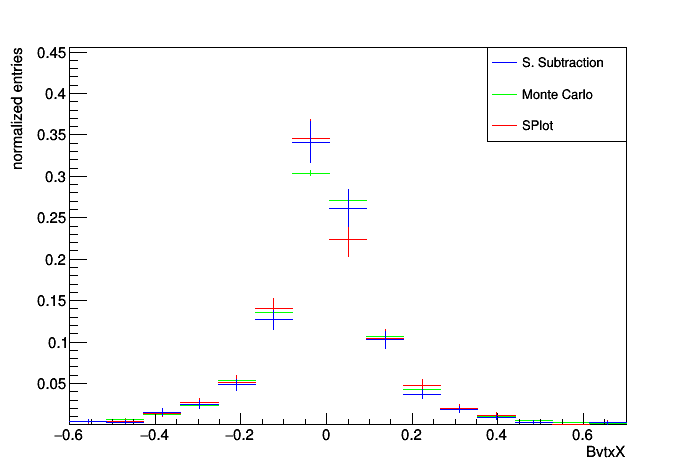 normalized entries
0.45
0.4
0.35
0.3
0.25
0.2
0.15
0.1
0.05
−0.6 −0.4 −0.2 0 0.2 0.4 0.6
BvtxX
S. Subtraction
Monte Carlo
SPlot